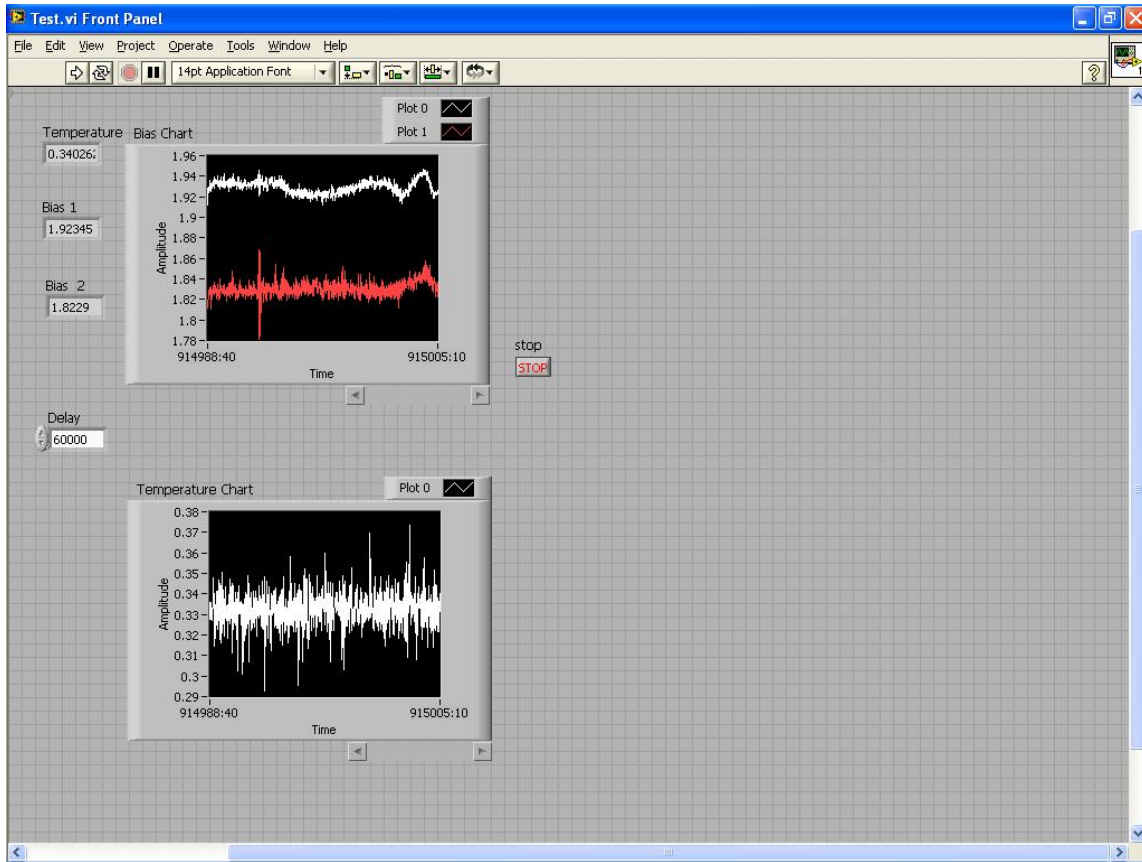 Test.vi Front Panel
File Edit View Project Operate Tools Window Help
14pt Application Font
Plot 0
Plot 1
Temperature
Bias Chart
0.34026
1.96
1.94
1.92
1.9
1.88
1.86
1.84
1.82
1.8
1.78
Amplitude
914988:40
915005:10
Time
Bias 1
1.92345
Bias 2
1.8229
stop
STOP
Delay
60000
Temperature Chart
Plot 0
0.38
0.37
0.36
0.35
0.34
0.33
0.32
0.31
0.3
0.29
Amplitude
914988:40
915005:10
Time